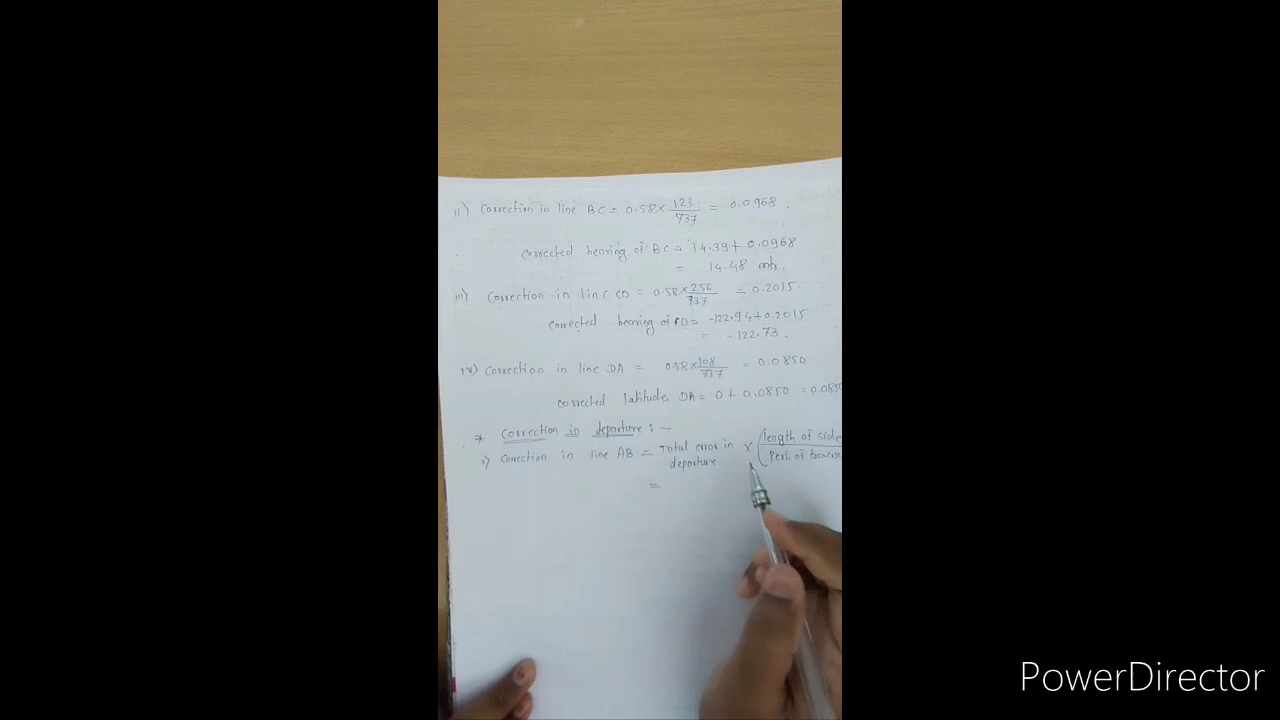 ii) Correction in line BC = 0.58 × 123/737 = 0.0968 .
corrected bearing of BC = 14.39 + 0.0968
= 14.48
iii) Correction in line CD = 0.58 × 256/737 = 0.2015
corrected bearing of CD = -122.94 + 0.2015
= -122.73 .
iv) Correction in line DA = 0.58 × 108/737 = 0.0850
corrected latitude DA = 0 + 0.0850 = 0.085
* Correction in departure : —
i) Correction in line AB = Total error in departure × (length of side / Peri. of traverse
=
PowerDirector